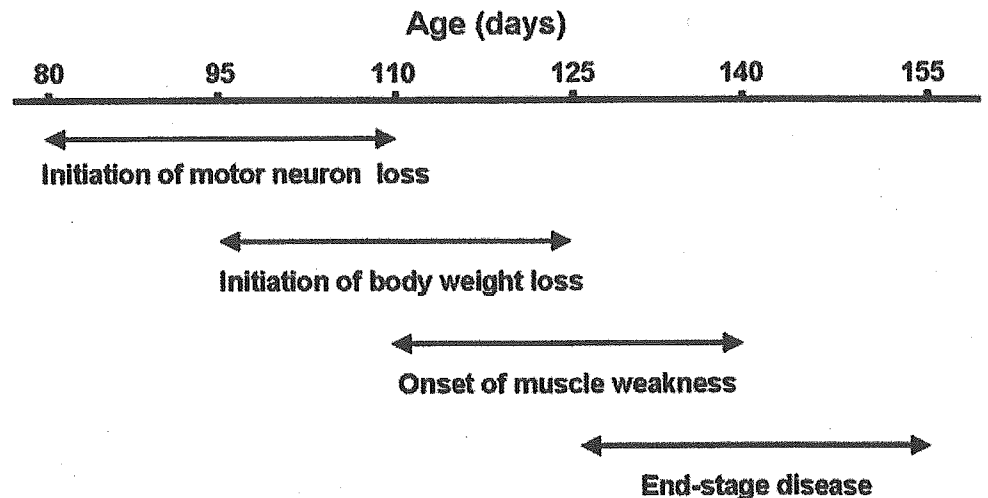 Age (days)
80 95 110 125 140 155
Initiation of motor neuron loss
Initiation of body weight loss
Onset of muscle weakness
End-stage disease